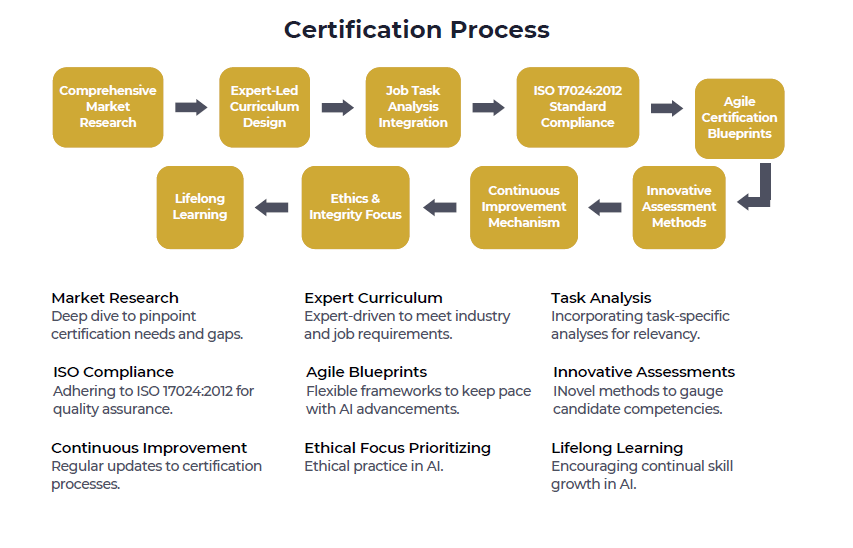 Certification Process
Comprehensive
Market
Research
Expert-Led
Curriculum
Design
Job Task
Analysis
Integration
ISO 17024:2012
Standard
Compliance
Agile
Certification
Blueprints
Innovative
Assessment
Methods
Continuous
Improvement
Mechanism
Ethics &
Integrity Focus
Lifelong
Learning
Market Research
Deep dive to pinpoint
certification needs and gaps.
Expert Curriculum
Expert-driven to meet industry
and job requirements.
Task Analysis
Incorporating task-specific
analyses for relevancy.
ISO Compliance
Adhering to ISO 17024:2012 for
quality assurance.
Agile Blueprints
Flexible frameworks to keep pace
with AI advancements.
Innovative Assessments
INovel methods to gauge
candidate competencies.
Continuous Improvement
Regular updates to certification
processes.
Ethical Focus Prioritizing
Ethical practice in AI.
Lifelong Learning
Encouraging continual skill
growth in AI.